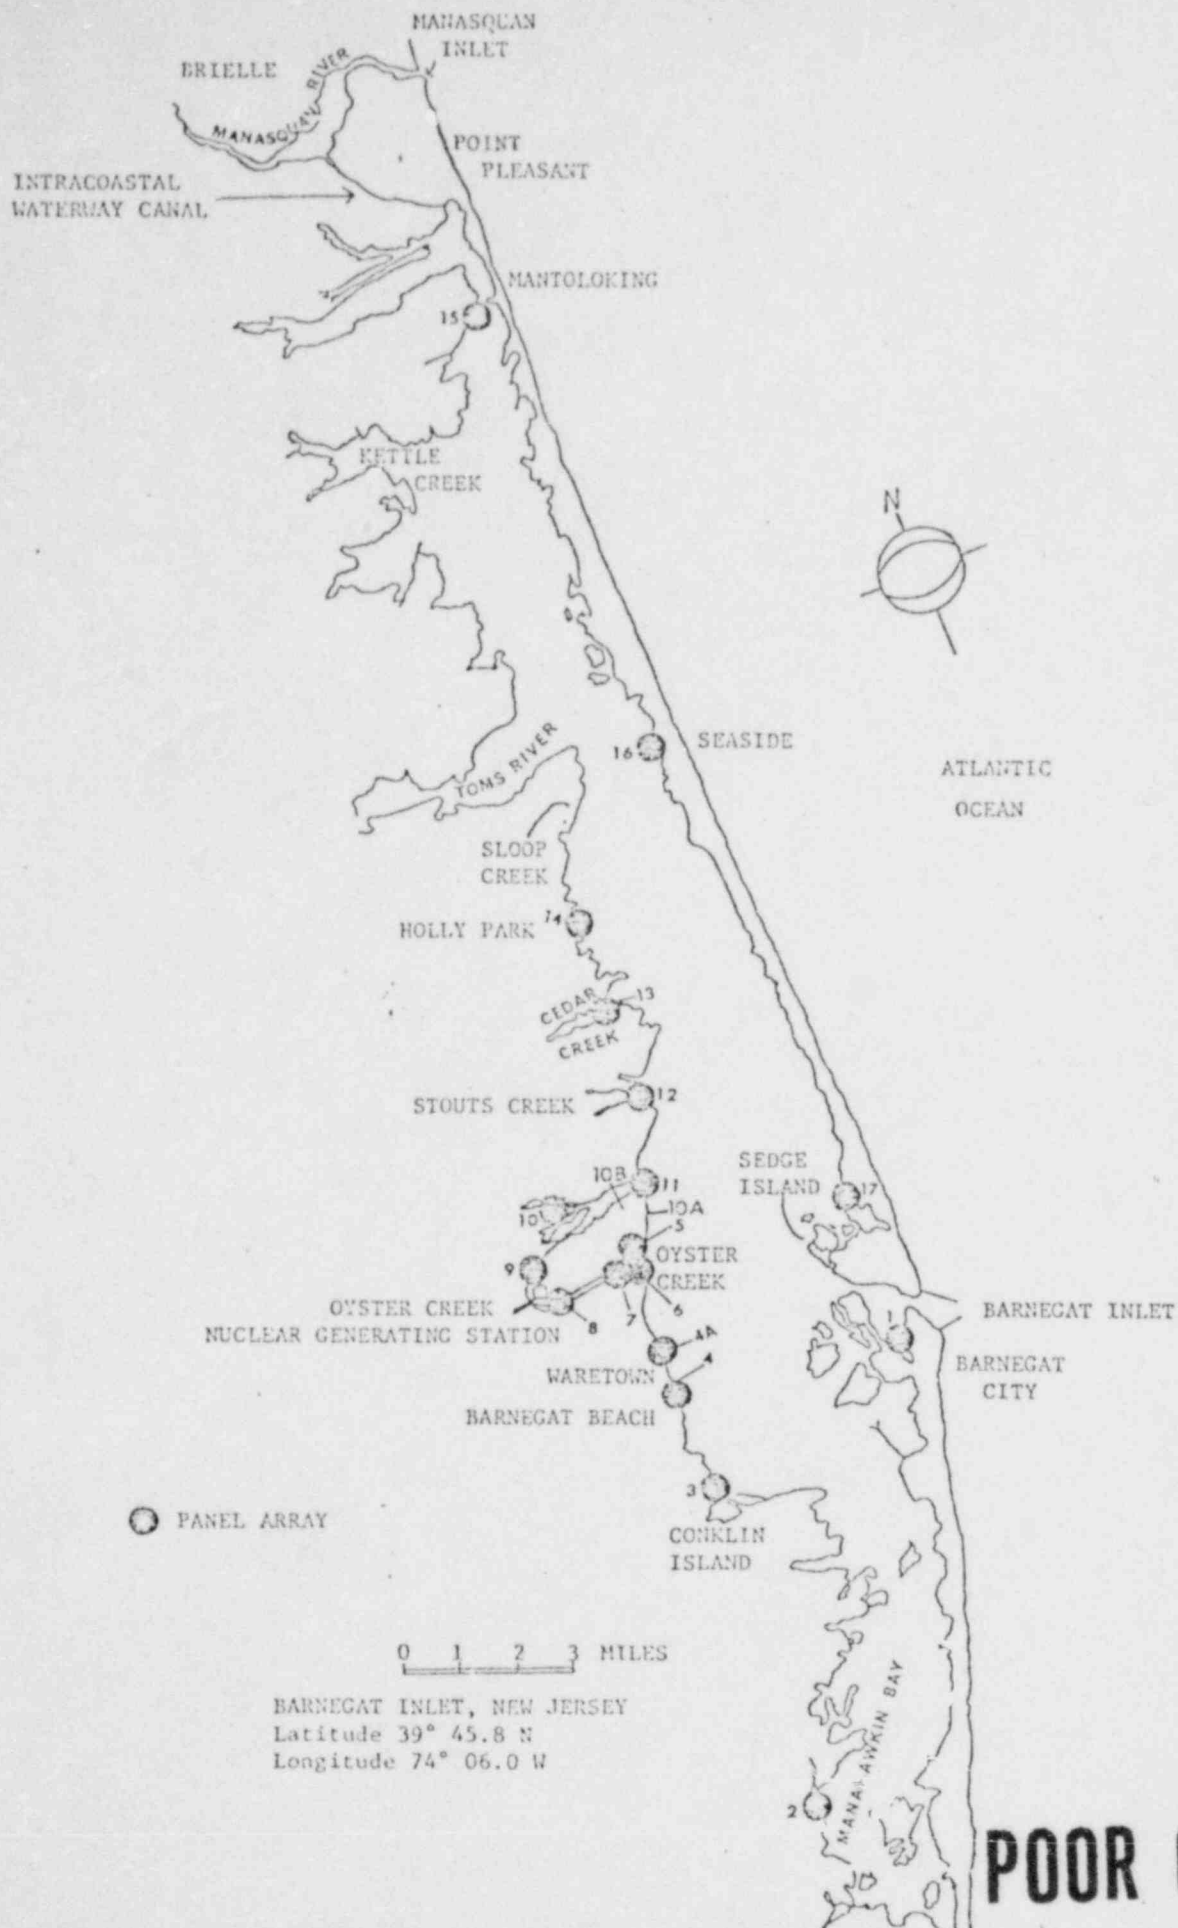 MANASQUAN
INLET
BRIELLE
MANASQUAN RIVER
POINT
PLEASANT
INTRACOASTAL
WATERWAY CANAL
MANTOLOKING
15
KETTLE
CREEK
N
16
SEASIDE
TOMS RIVER
ATLANTIC
OCEAN
SLOOP
CREEK
14
HOLLY PARK
13
CEDAR
CREEK
12
STOUTS CREEK
SEDGE
ISLAND
17
10B
11
10
10A
5
9
OYSTER
CREEK
OYSTER CREEK
NUCLEAR GENERATING STATION
8
7
6
BARNEGAT INLET
1
4A
BARNEGAT
CITY
WARETOWN
4
BARNEGAT BEACH
3
PANEL ARRAY
CONKLIN
ISLAND
0 1 2 3 MILES
BARNEGAT INLET, NEW JERSEY
Latitude 39° 45.8 N
Longitude 74° 06.0 W
BAY
2
POOR